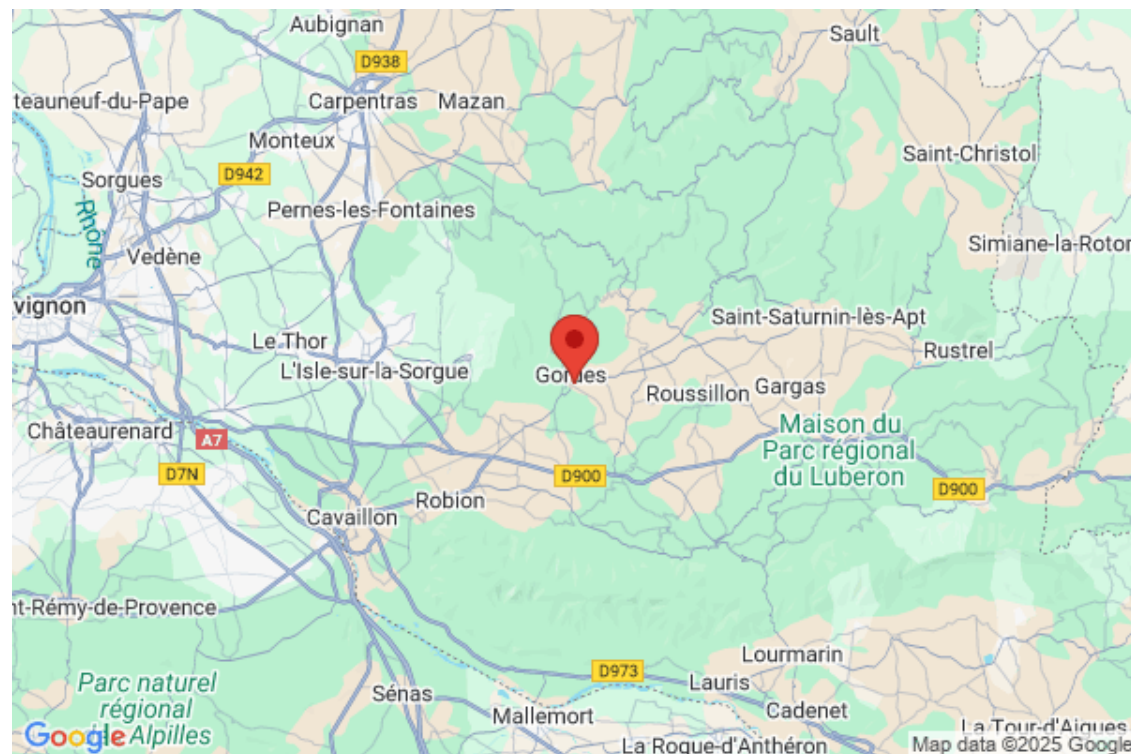 Aubignan
Sault
D938
teauneuf-du-Pape
Carpentras
Mazan
Monteux
Saint-Christol
D942
Sorgues
Pernes-les-Fontaines
Rhône
Simiane-la-Roton
Vedène
vignon
Saint-Saturnin-lès-Apt
Le Thor
Rustrel
L'Isle-sur-la-Sorgue
Gordes
Roussillon
Gargas
Châteaurenard
A7
Maison du
Parc régional
du Luberon
D7N
D900
D900
Robion
Cavaillon
nt-Rémy-de-Provence
Lourmarin
D973
Parc naturel
régional
des Alpilles
Sénas
Lauris
Mallemort
Cadenet
La Tour-d'Aigues
La Roque-d'Anthéron
Google
Map data ©2025 Google